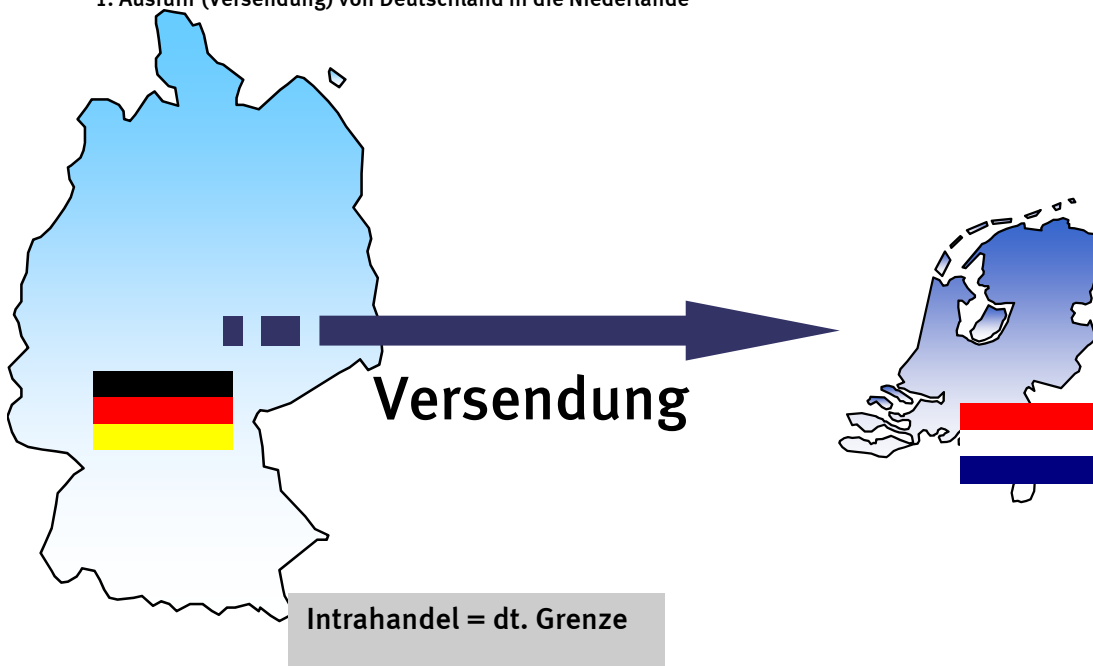 1. Ausfuhr (Versendung) von Deutschland in die Niederlande
Versendung
Intrahandel = dt. Grenze